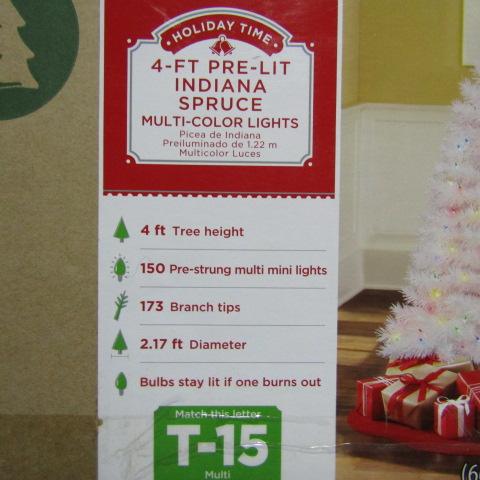 HOLIDAY TIME
4-FT PRE-LIT
INDIANA
SPRUCE
MULTI-COLOR LIGHTS
Picea de Indiana
Preiluminado de 1.22 m
Multicolor Luces
4 ft Tree height
150 Pre-strung multi mini lights
173 Branch tips
2.17 ft Diameter
Bulbs stay lit if one burns out
Match this letter
T-15
Multi